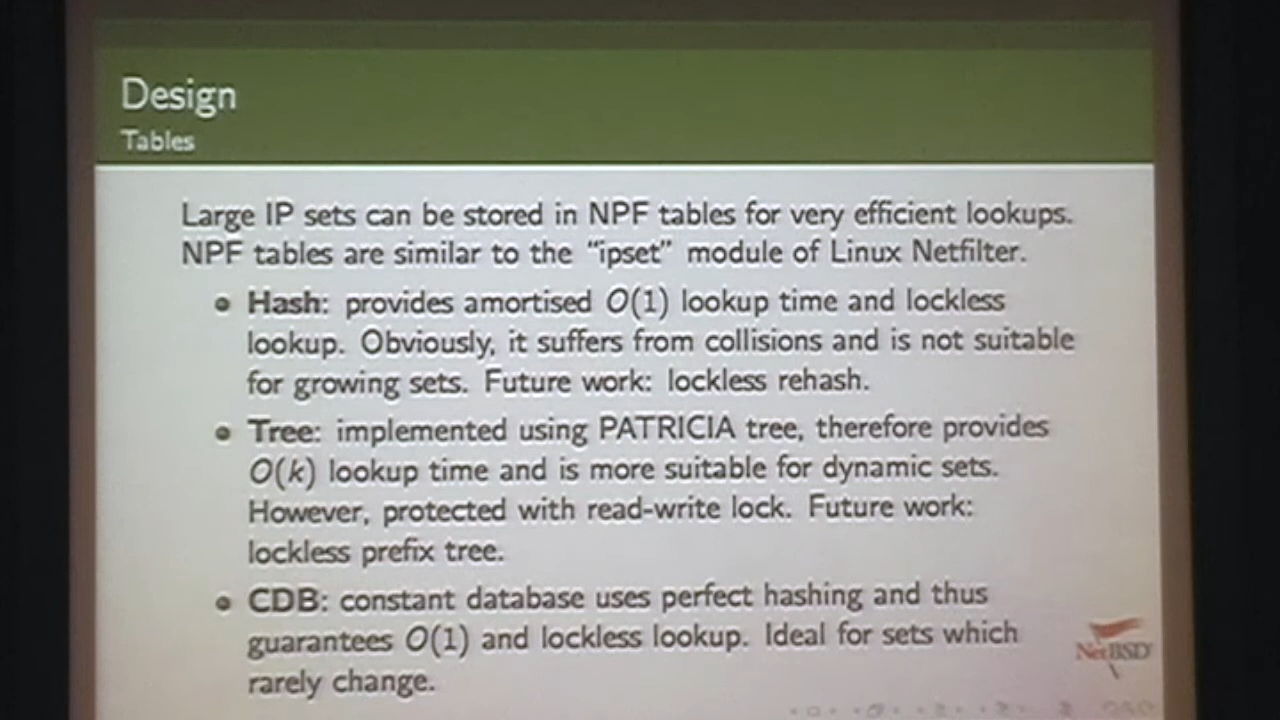 Design
Tables
Large IP sets can be stored in NPF tables for very efficient lookups.
NPF tables are similar to the “ipset” module of Linux Netfilter.
• Hash: provides amortised O(1) lookup time and lockless
lookup. Obviously, it suffers from collisions and is not suitable
for growing sets. Future work: lockless rehash.
• Tree: implemented using PATRICIA tree, therefore provides
O(k) lookup time and is more suitable for dynamic sets.
However, protected with read-write lock. Future work:
lockless prefix tree.
• CDB: constant database uses perfect hashing and thus
guarantees O(1) and lockless lookup. Ideal for sets which
rarely change.
NetBSD